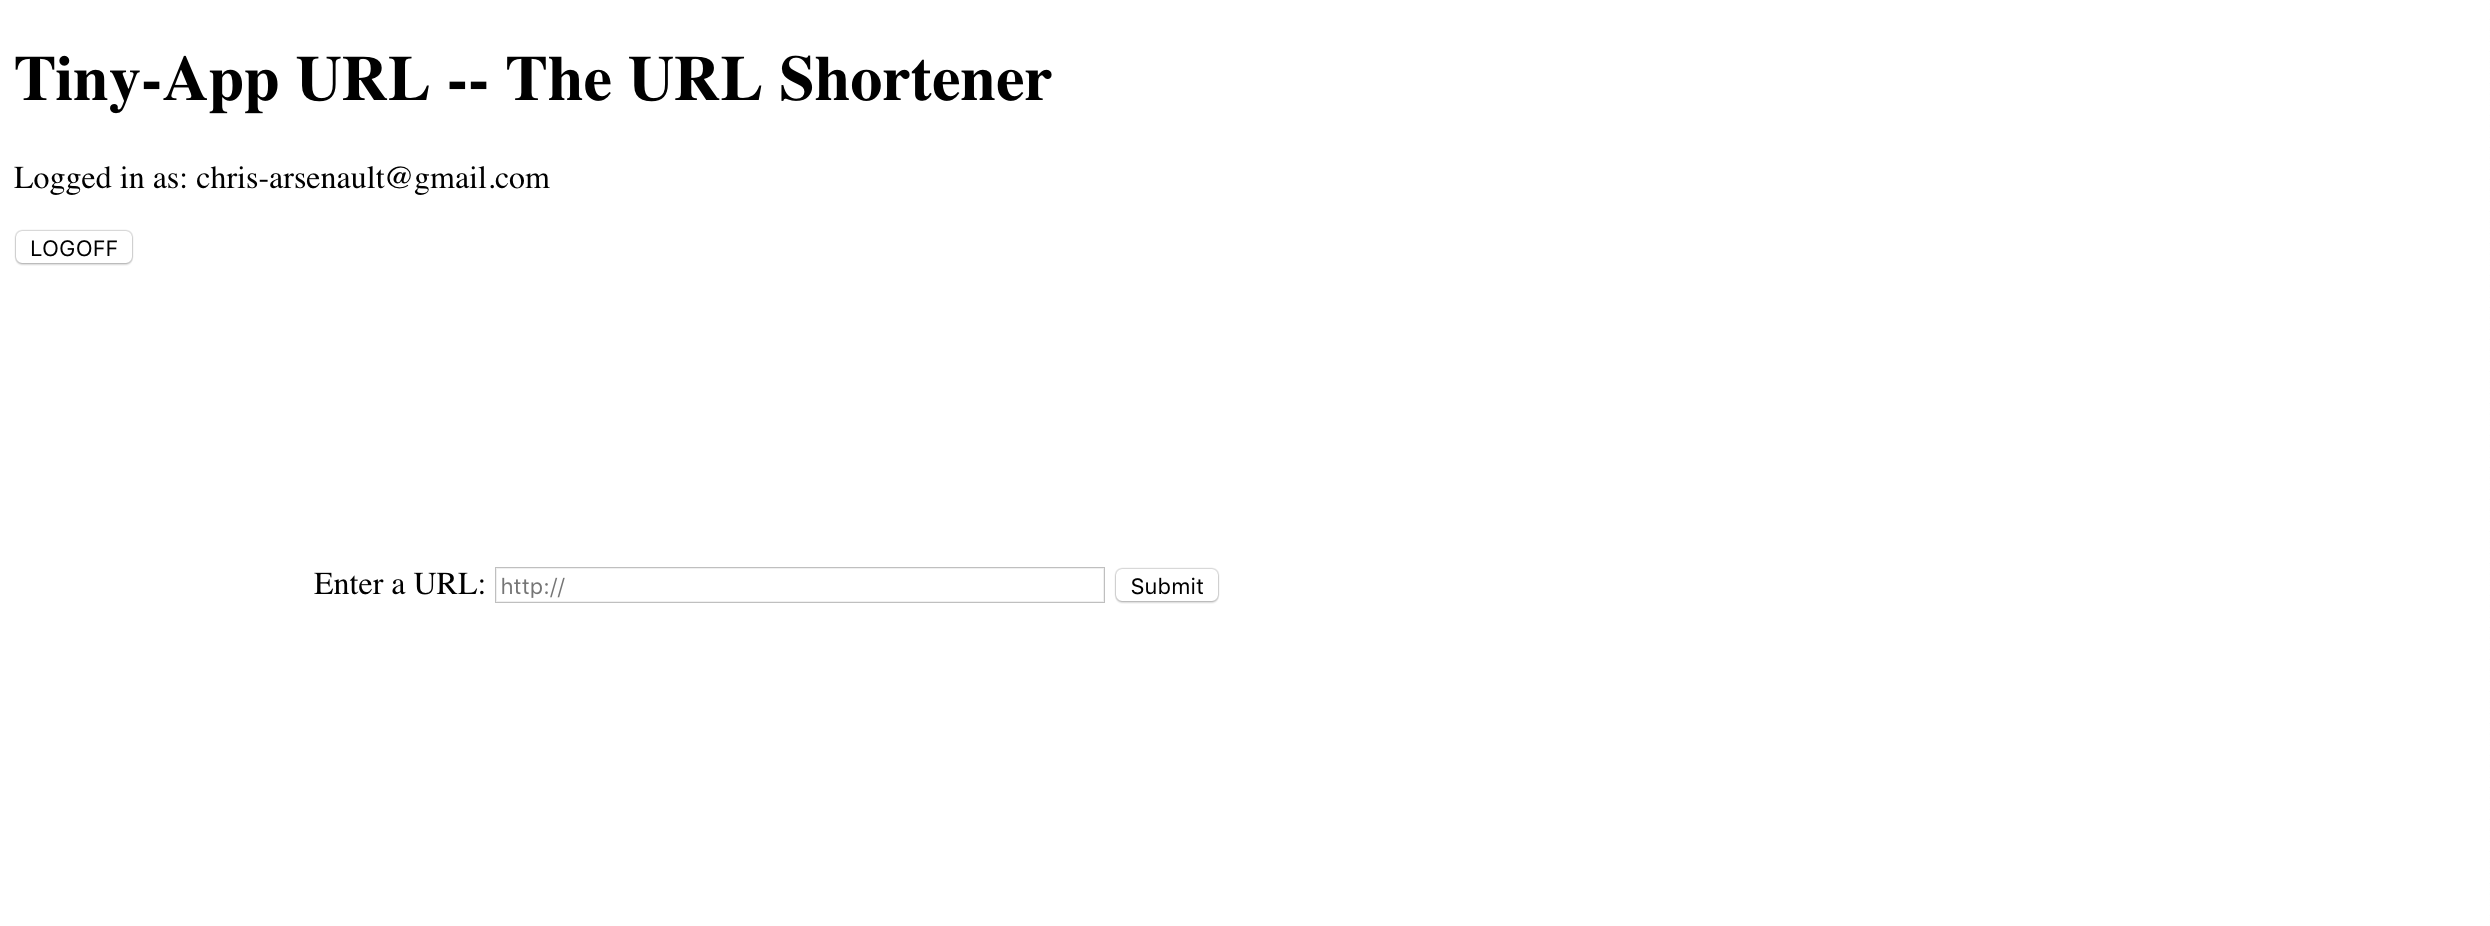 Tiny-App URL -- The URL Shortener
Logged in as: chris-arsenault@gmail.com
LOGOFF
Enter a URL: http:// Submit